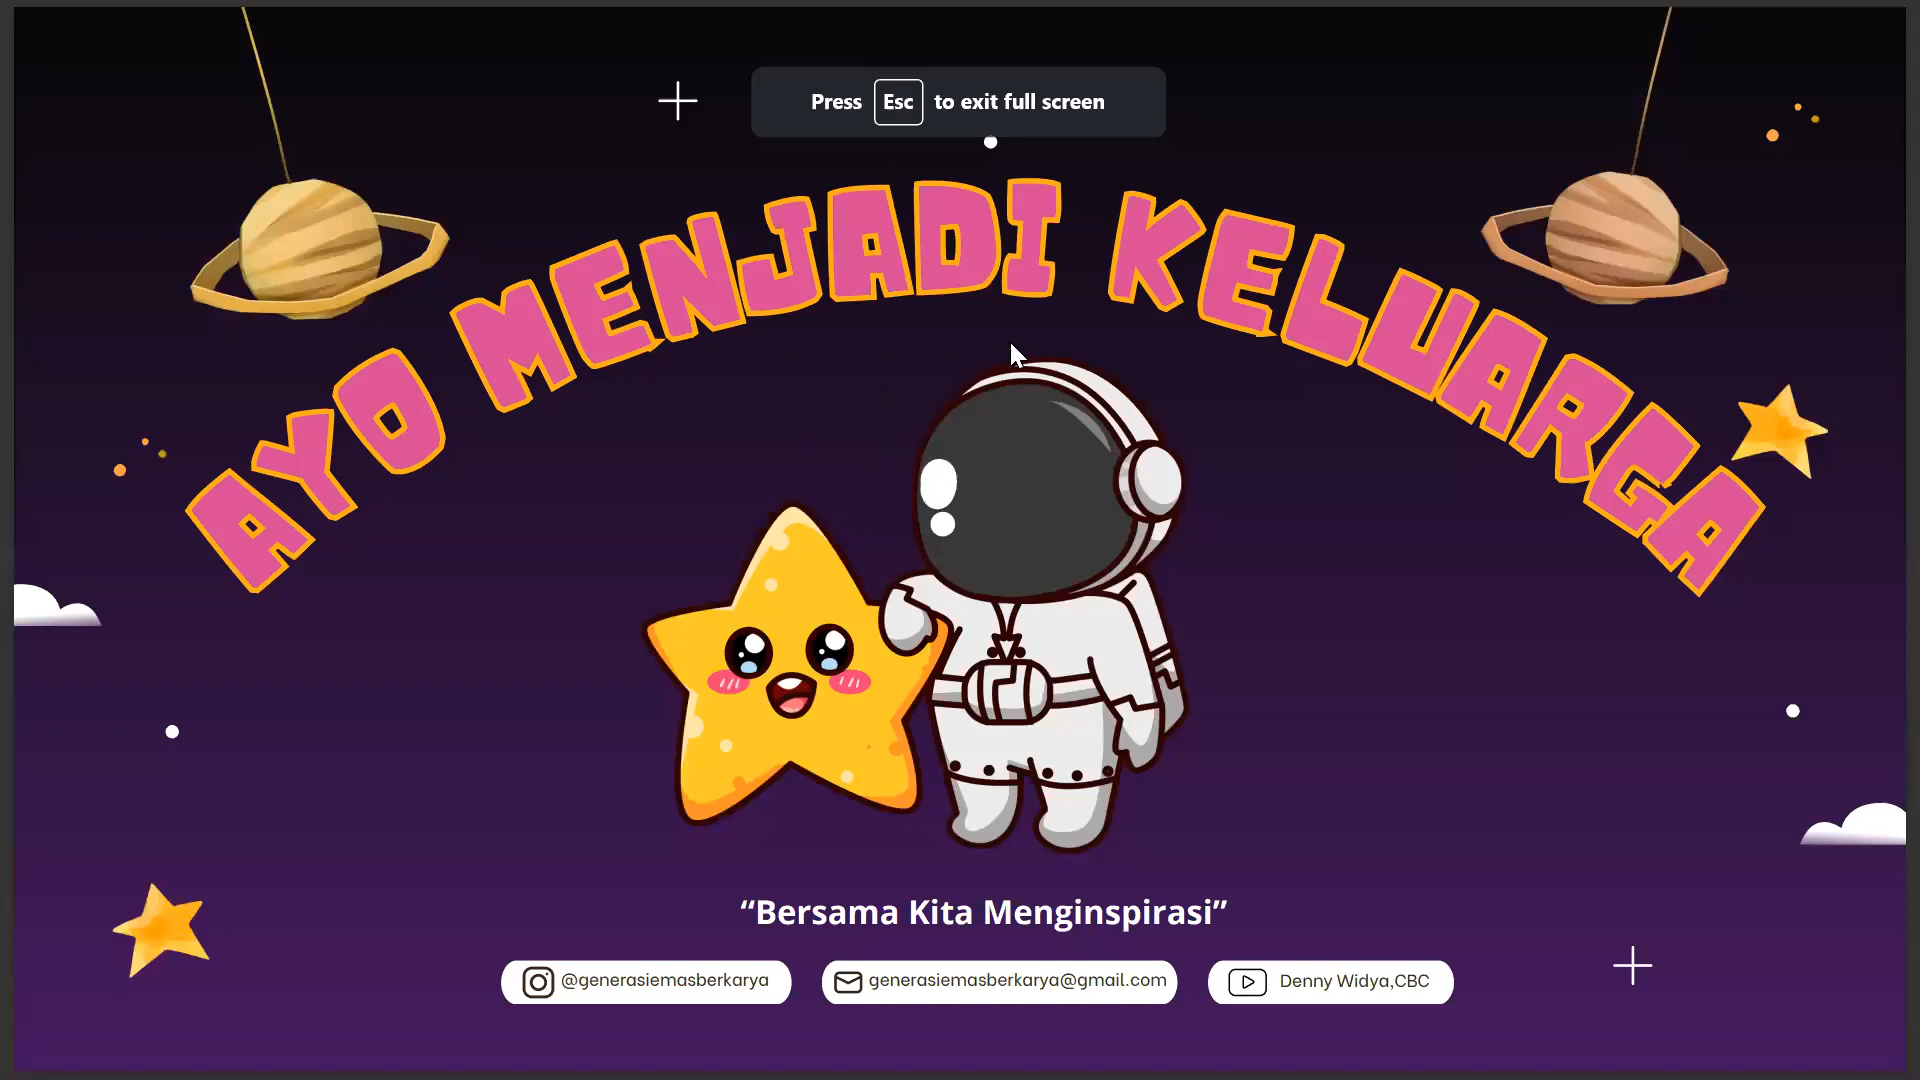 Press Esc to exit full screen
AYO MENJADI KELUARGA
“Bersama Kita Menginspirasi”
@generasiemasberkarya
generasiemasberkarya@gmail.com
Denny Widya,CBC